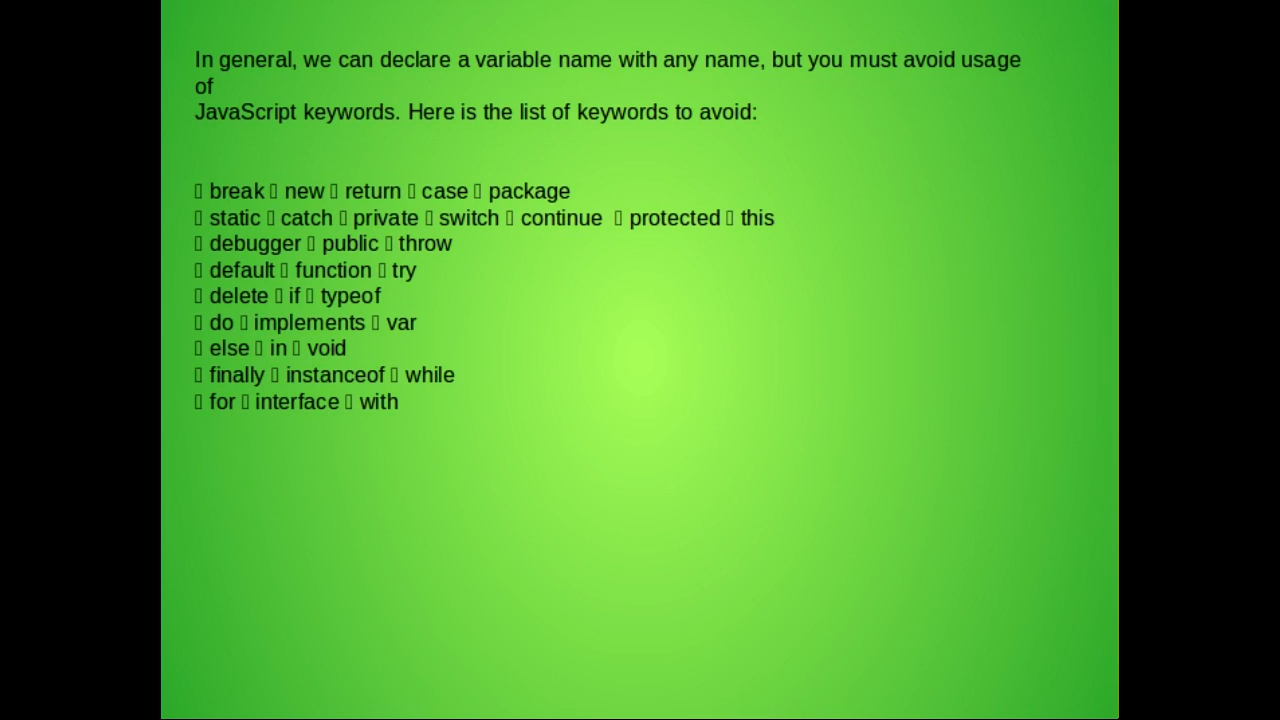 In general, we can declare a variable name with any name, but you must avoid usage
of
JavaScript keywords. Here is the list of keywords to avoid:
▯ break ▯ new ▯ return ▯ case ▯ package
▯ static ▯ catch ▯ private ▯ switch ▯ continue ▯ protected ▯ this
▯ debugger ▯ public ▯ throw
▯ default ▯ function ▯ try
▯ delete ▯ if ▯ typeof
▯ do ▯ implements ▯ var
▯ else ▯ in ▯ void
▯ finally ▯ instanceof ▯ while
▯ for ▯ interface ▯ with